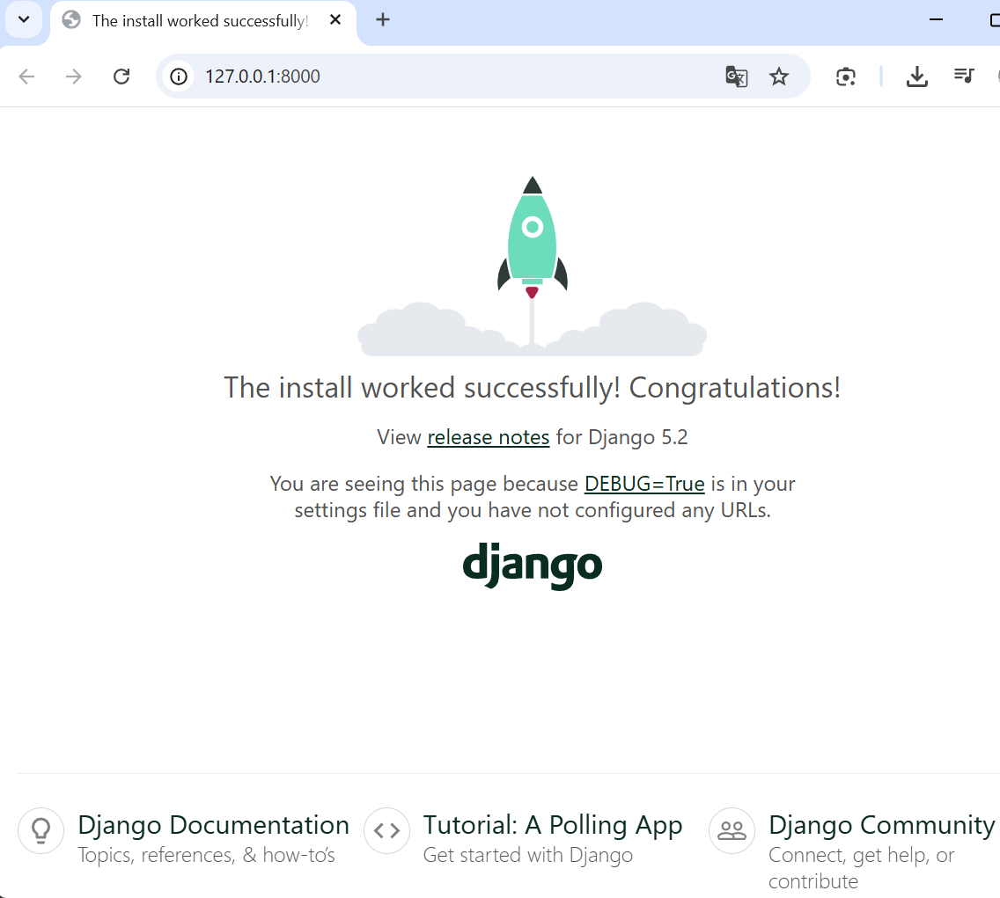 The install worked successfully!
127.0.0.1:8000
The install worked successfully! Congratulations!
View release notes for Django 5.2
You are seeing this page because DEBUG=True is in your
settings file and you have not configured any URLs.
django
Django Documentation
Topics, references, & how-to's
Tutorial: A Polling App
Get started with Django
Django Community
Connect, get help, or
contribute